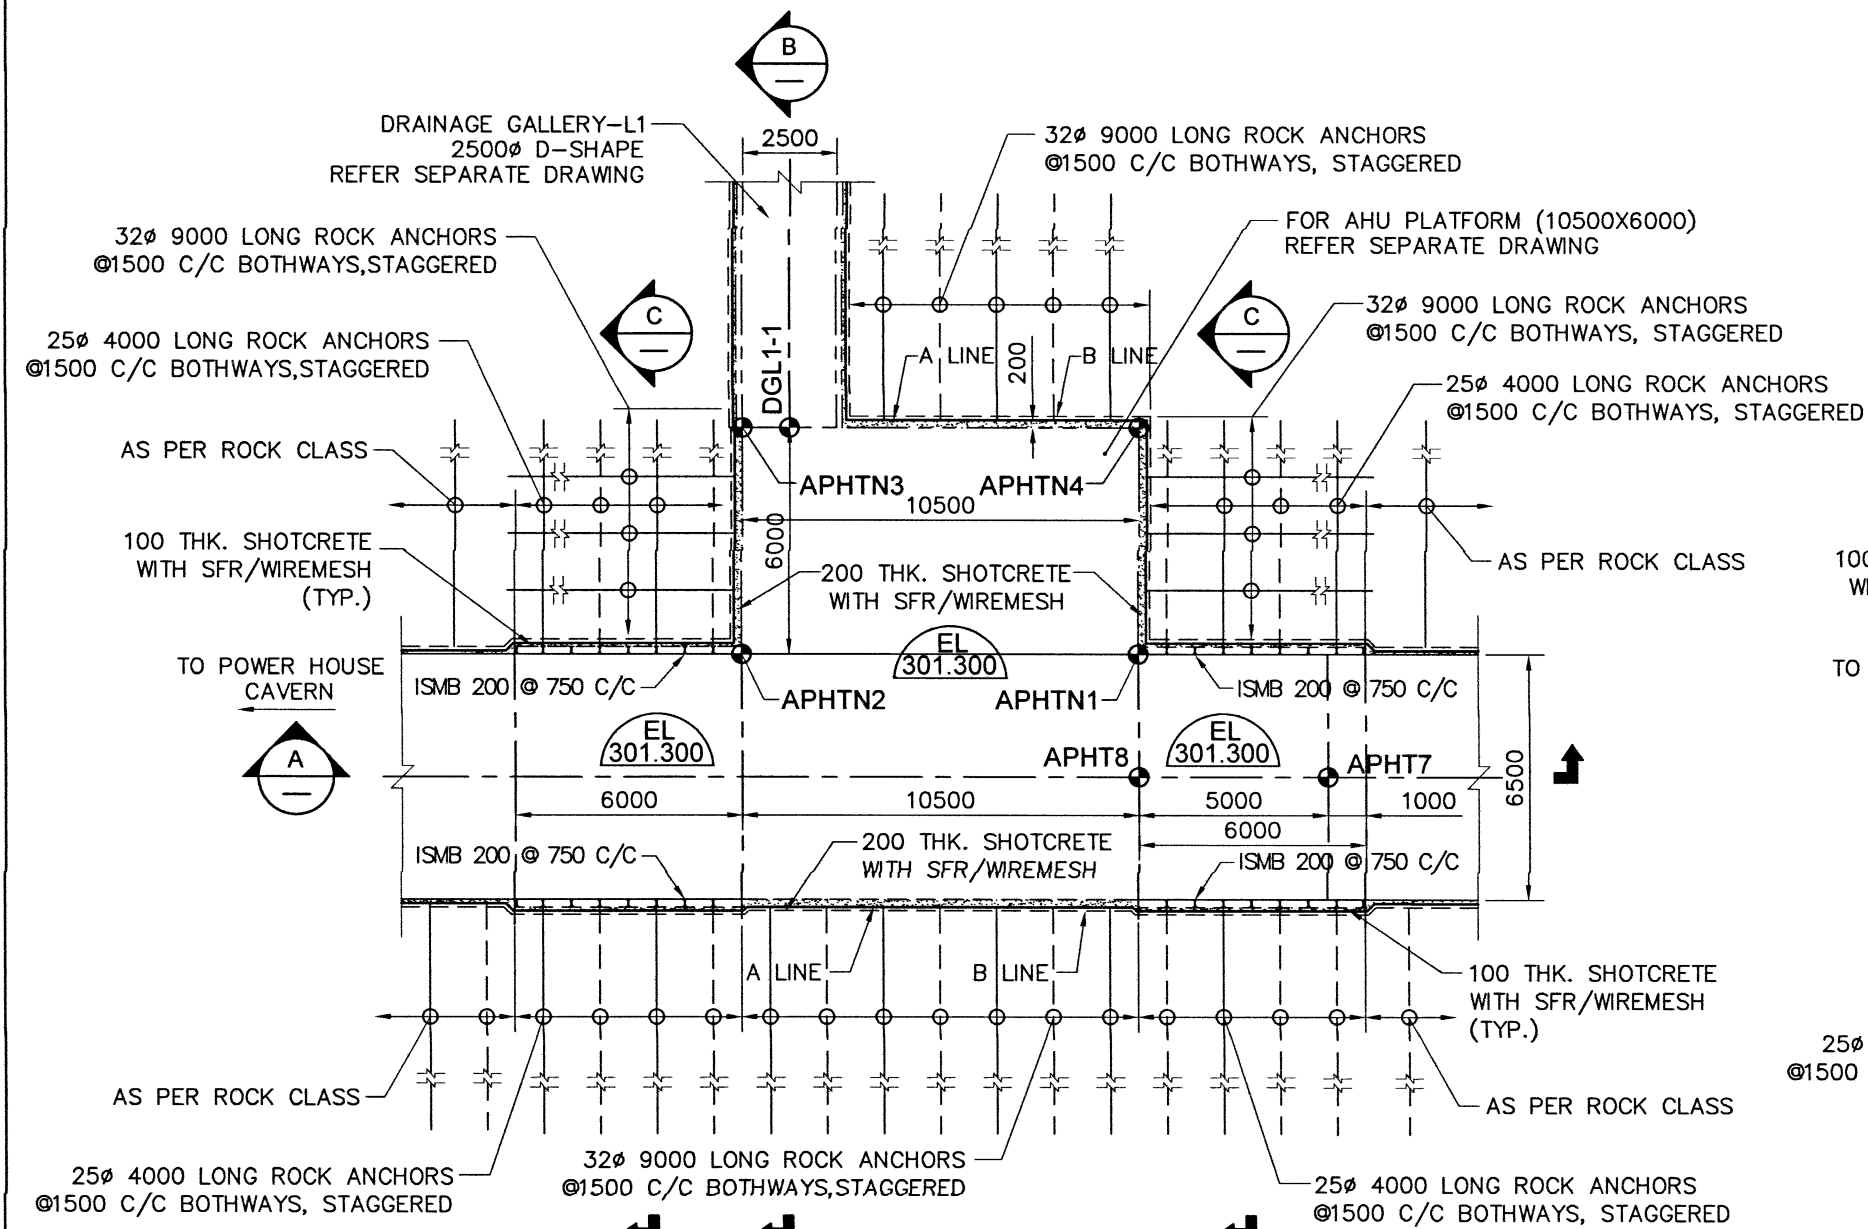 B
DRAINAGE GALLERY-L1
2500ø D-SHAPE
REFER SEPARATE DRAWING
2500
32ø 9000 LONG ROCK ANCHORS
@1500 C/C BOTHWAYS, STAGGERED
32ø 9000 LONG ROCK ANCHORS
@1500 C/C BOTHWAYS,STAGGERED
FOR AHU PLATFORM (10500X6000)
REFER SEPARATE DRAWING
C
C
25ø 4000 LONG ROCK ANCHORS
@1500 C/C BOTHWAYS,STAGGERED
32ø 9000 LONG ROCK ANCHORS
@1500 C/C BOTHWAYS, STAGGERED
DGL1-1
A LINE
200
B LINE
25ø 4000 LONG ROCK ANCHORS
@1500 C/C BOTHWAYS, STAGGERED
AS PER ROCK CLASS
APHTN3
APHTN4
10500
6000
100 THK. SHOTCRETE
WITH SFR/WIREMESH
(TYP.)
200 THK. SHOTCRETE
WITH SFR/WIREMESH
AS PER ROCK CLASS
100
TO POWER HOUSE
CAVERN
EL
301.300
TO
ISMB 200 @ 750 C/C
APHTN2
APHTN1
ISMB 200 @ 750 C/C
A
EL
301.300
APHT8
EL
301.300
APHT7
6500
6000
10500
5000
1000
6000
ISMB 200 @ 750 C/C
200 THK. SHOTCRETE
WITH SFR/WIREMESH
ISMB 200 @ 750 C/C
A LINE
B LINE
100 THK. SHOTCRETE
WITH SFR/WIREMESH
(TYP.)
25ø
@1500
AS PER ROCK CLASS
AS PER ROCK CLASS
25ø 4000 LONG ROCK ANCHORS
@1500 C/C BOTHWAYS, STAGGERED
32ø 9000 LONG ROCK ANCHORS
@1500 C/C BOTHWAYS,STAGGERED
25ø 4000 LONG ROCK ANCHORS
@1500 C/C BOTHWAYS, STAGGERED